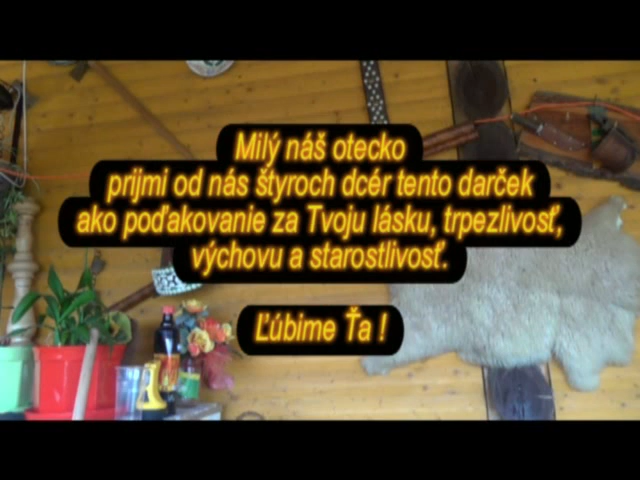 Milý náš otecko
prijmi od nás štyroch dcér tento darček
ako poďakovanie za Tvoju lásku, trpezlivosť,
výchovu a starostlivosť.
Ľúbime Ťa !